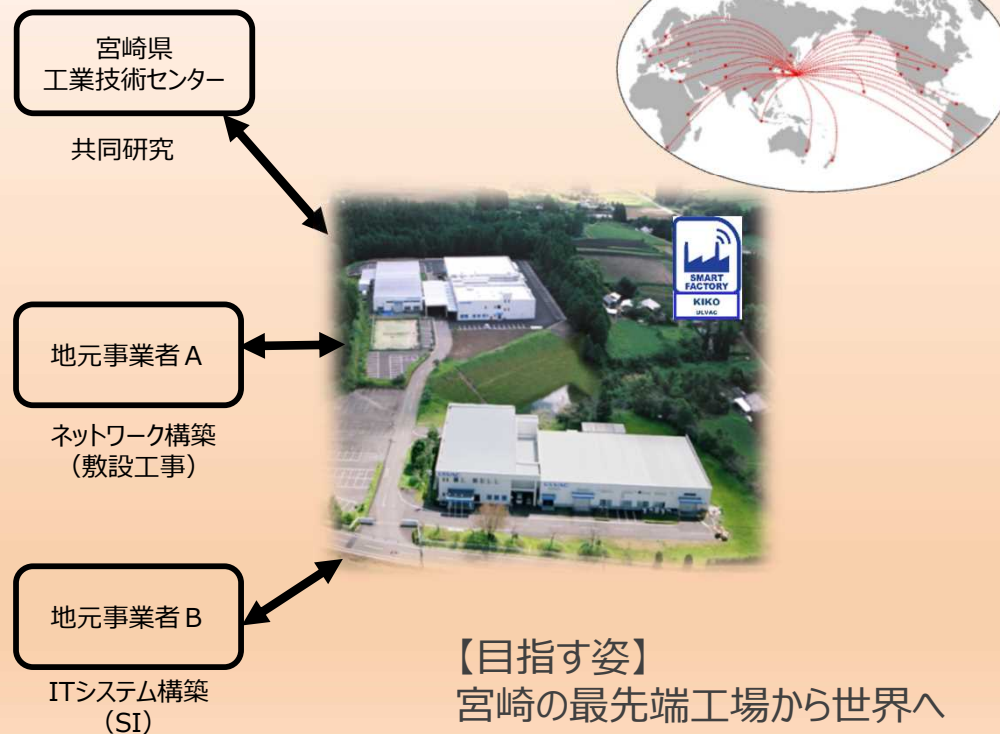 宮崎県
工業技術センター
共同研究
SMART
FACTORY
KIKO
ULVAC
地元事業者A
ネットワーク構築
（敷設工事）
ULVAC
地元事業者B
ITシステム構築
（SI）
【目指す姿】
宮崎の最先端工場から世界へ